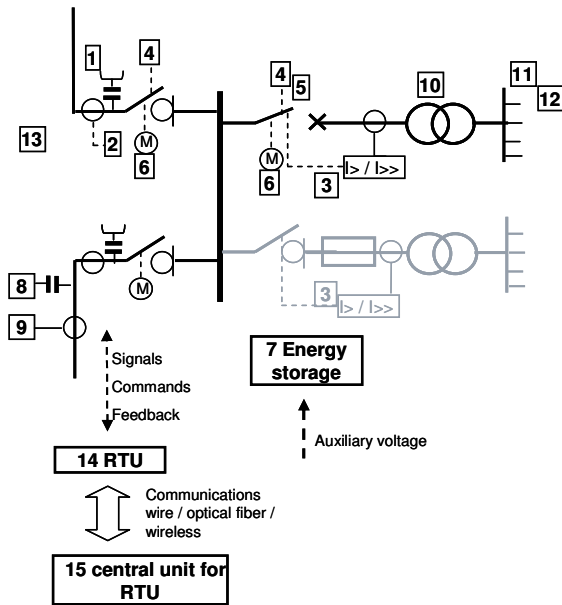 1
4
4
5
10
11
12
13
2
M
6
M
6
3
I> / I>>
8
M
9
3
I> / I>>
Signals
Commands
Feedback
7 Energy
storage
Auxiliary voltage
14 RTU
Communications
wire / optical fiber /
wireless
15 central unit for
RTU